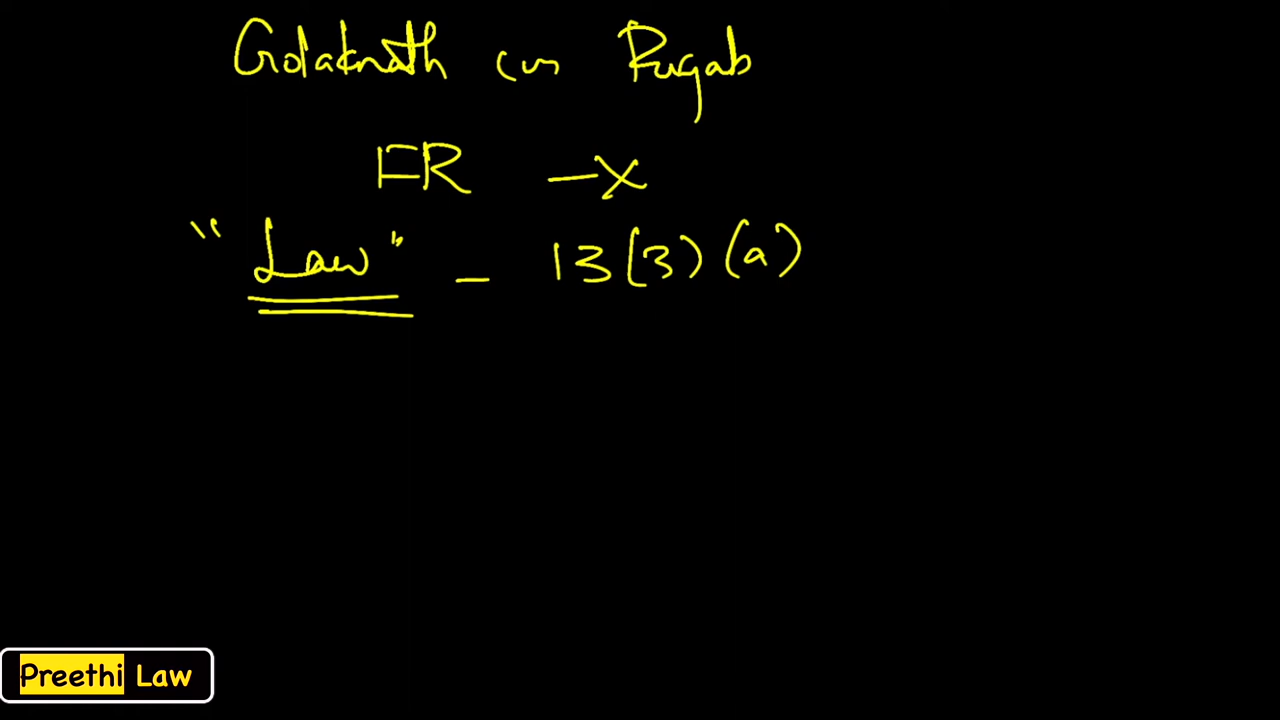 Golaknath vs Punjab
FR - X
"Law" - 13(3)(a)
Preethi Law